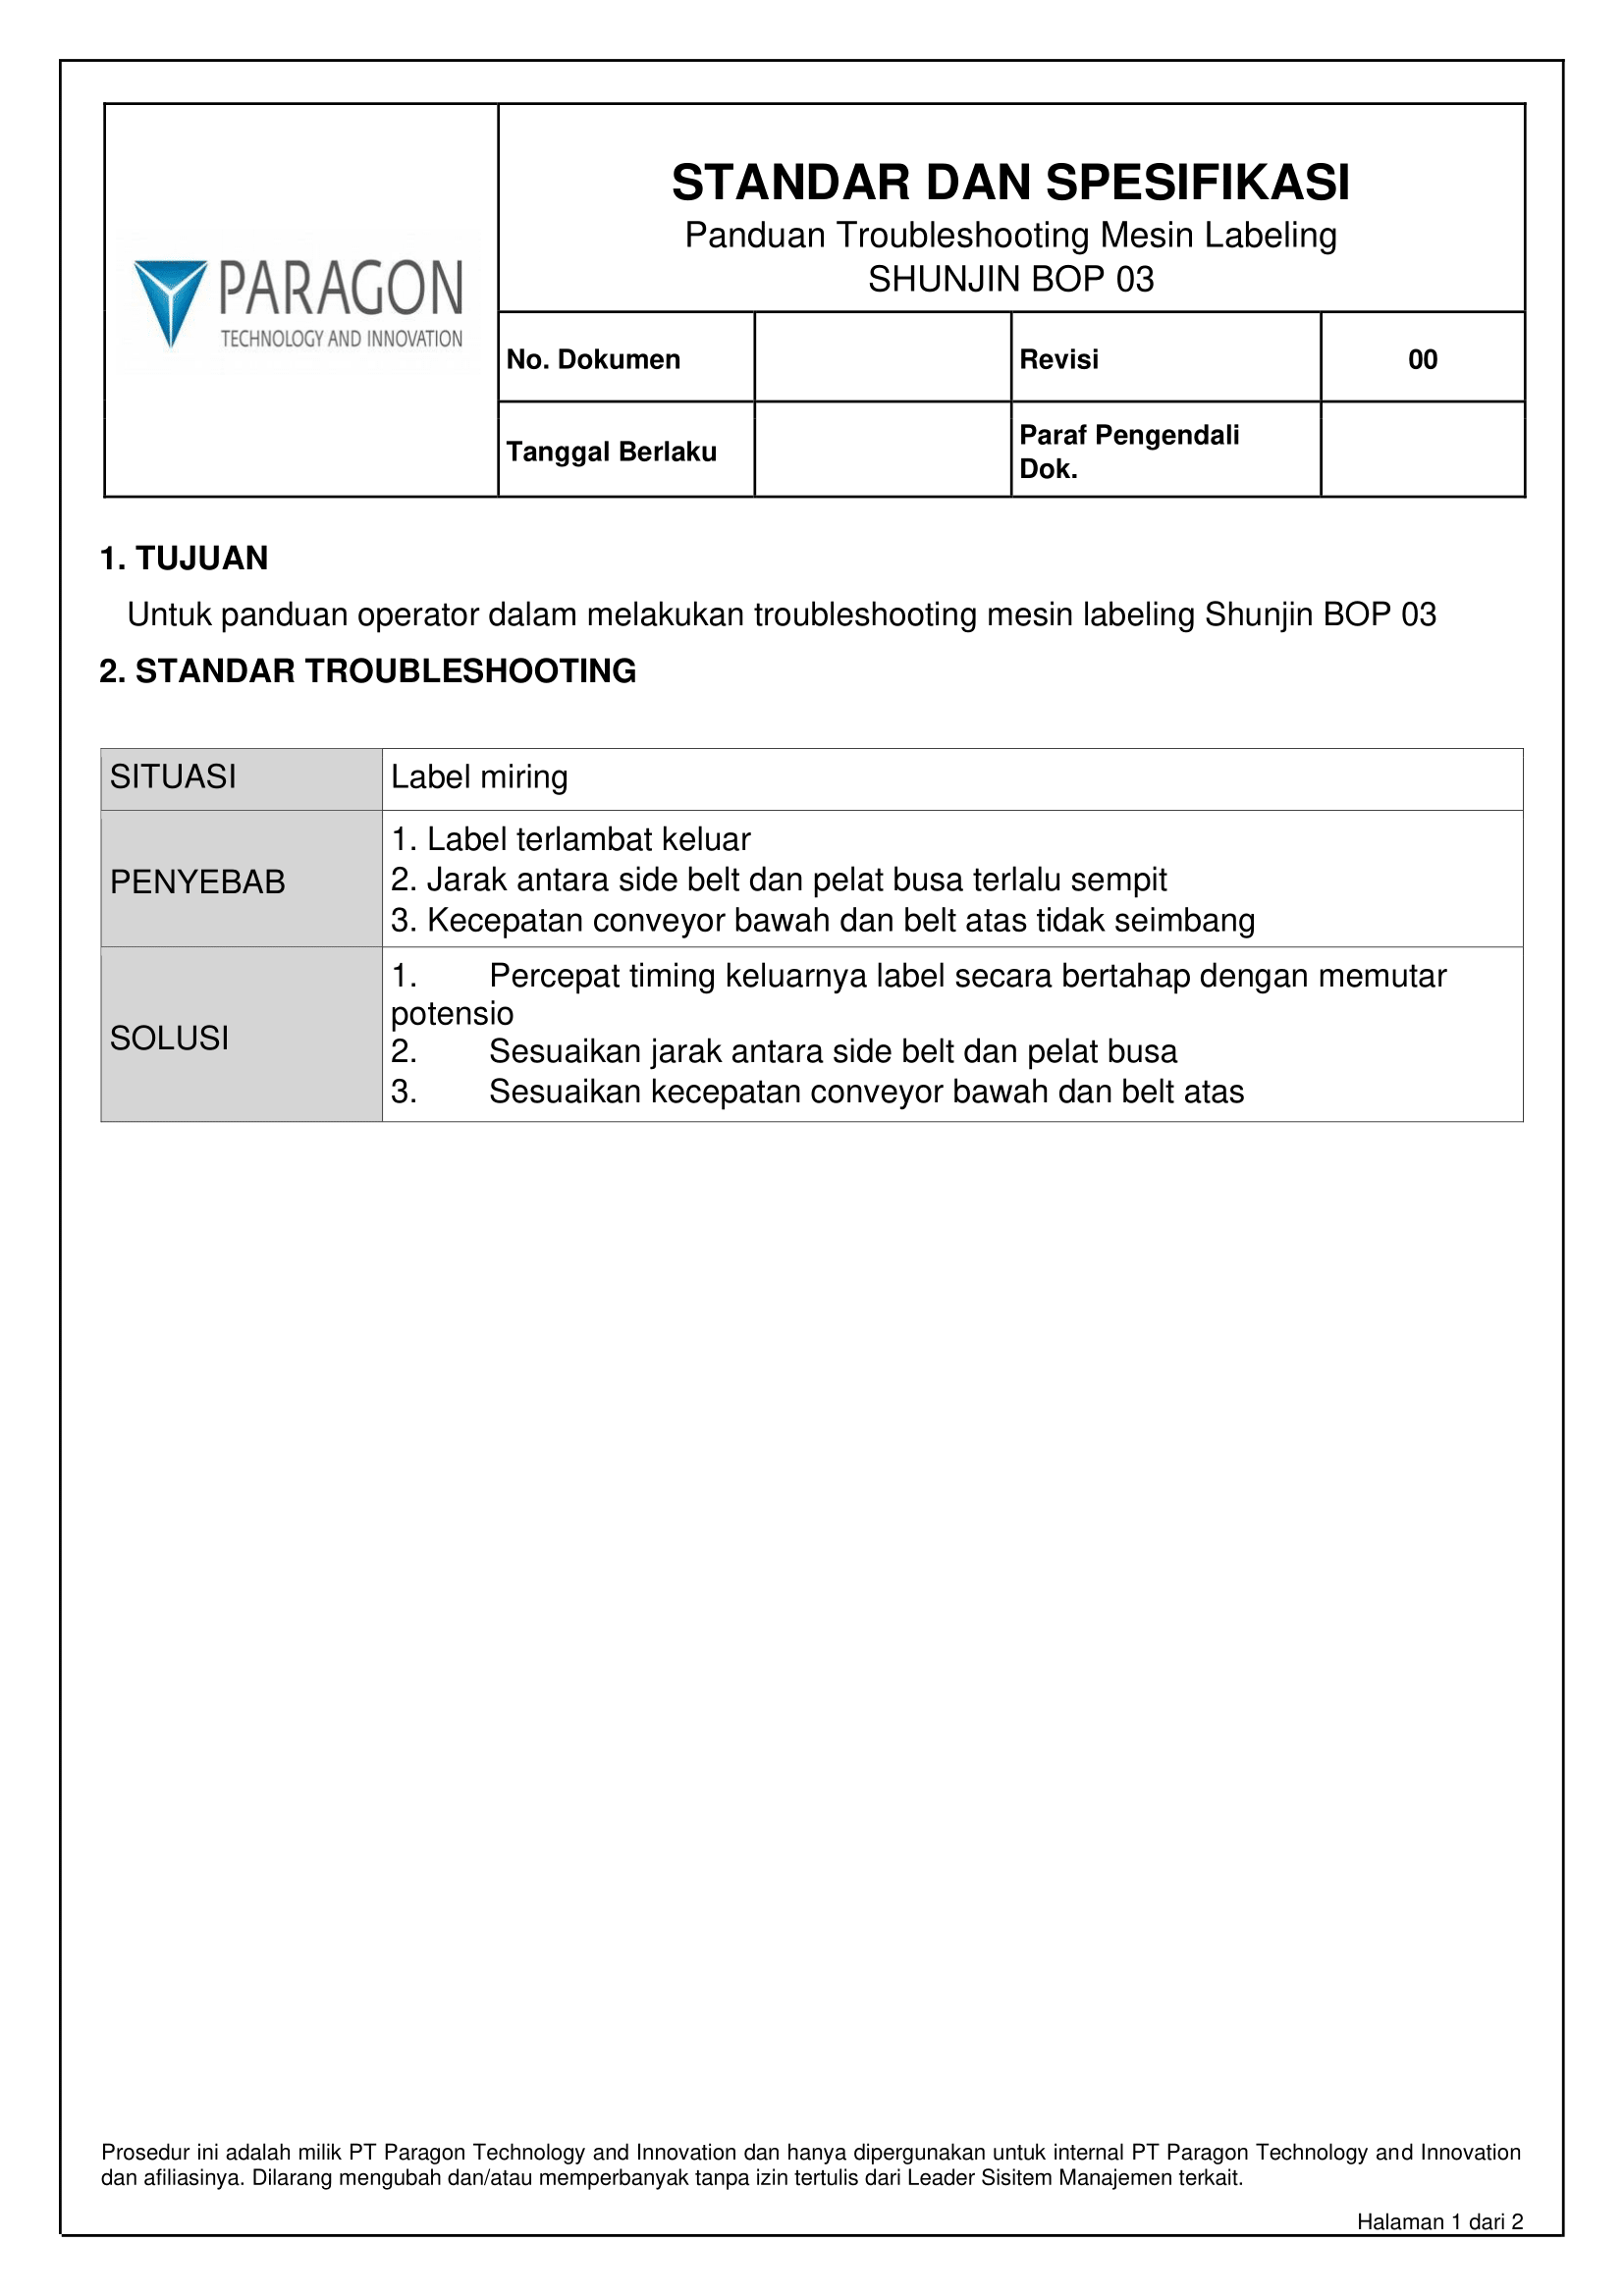 STANDAR DAN SPESIFIKASI
Panduan Troubleshooting Mesin Labeling
SHUNJIN BOP 03
PARAGON
TECHNOLOGY AND INNOVATION
No. Dokumen
Revisi
00
Tanggal Berlaku
Paraf Pengendali
Dok.
1. TUJUAN
Untuk panduan operator dalam melakukan troubleshooting mesin labeling Shunjin BOP 03
2. STANDAR TROUBLESHOOTING
SITUASI
Label miring
PENYEBAB
1. Label terlambat keluar
2. Jarak antara side belt dan pelat busa terlalu sempit
3. Kecepatan conveyor bawah dan belt atas tidak seimbang
SOLUSI
1. Percepat timing keluarnya label secara bertahap dengan memutar
potensio
2. Sesuaikan jarak antara side belt dan pelat busa
3. Sesuaikan kecepatan conveyor bawah dan belt atas
Prosedur ini adalah milik PT Paragon Technology and Innovation dan hanya dipergunakan untuk internal PT Paragon Technology and Innovation
dan afiliasinya. Dilarang mengubah dan/atau memperbanyak tanpa izin tertulis dari Leader Sisitem Manajemen terkait.
Halaman 1 dari 2